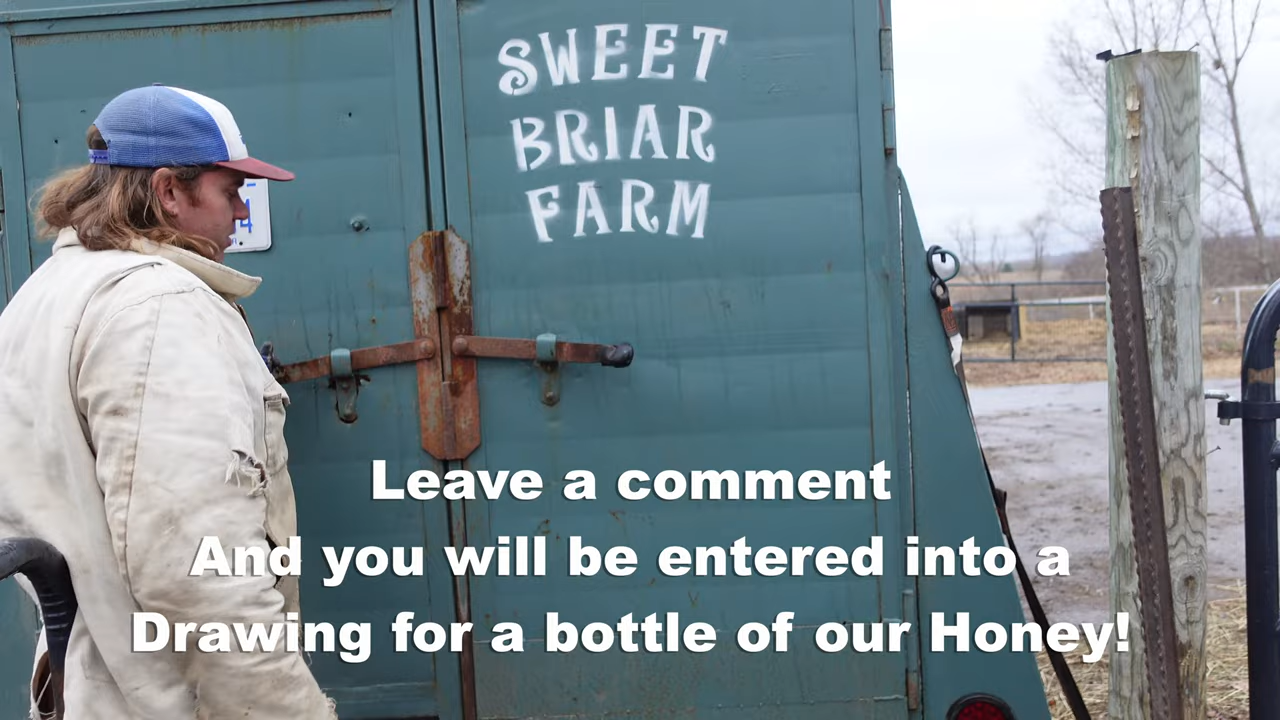 SWEET
BRIAR
FARM
Leave a comment
And you will be entered into a
Drawing for a bottle of our Honey!